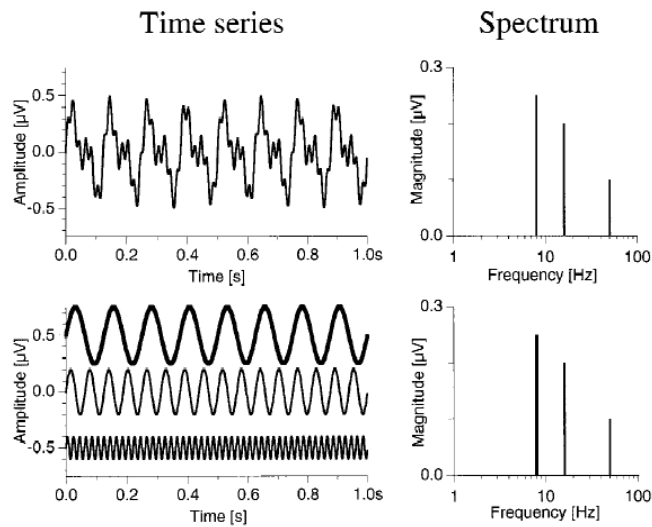 Time series
Spectrum
Amplitude [µV]
0.5
0.0
-0.5
0.0 0.2 0.4 0.6 0.8 1.0s
Time [s]
Magnitude [µV]
0.3
0.0
1 10 100
Frequency [Hz]
Amplitude [µV]
0.5
0.0
-0.5
0.0 0.2 0.4 0.6 0.8 1.0s
Time [s]
Magnitude [µV]
0.3
0.0
1 10 100
Frequency [Hz]